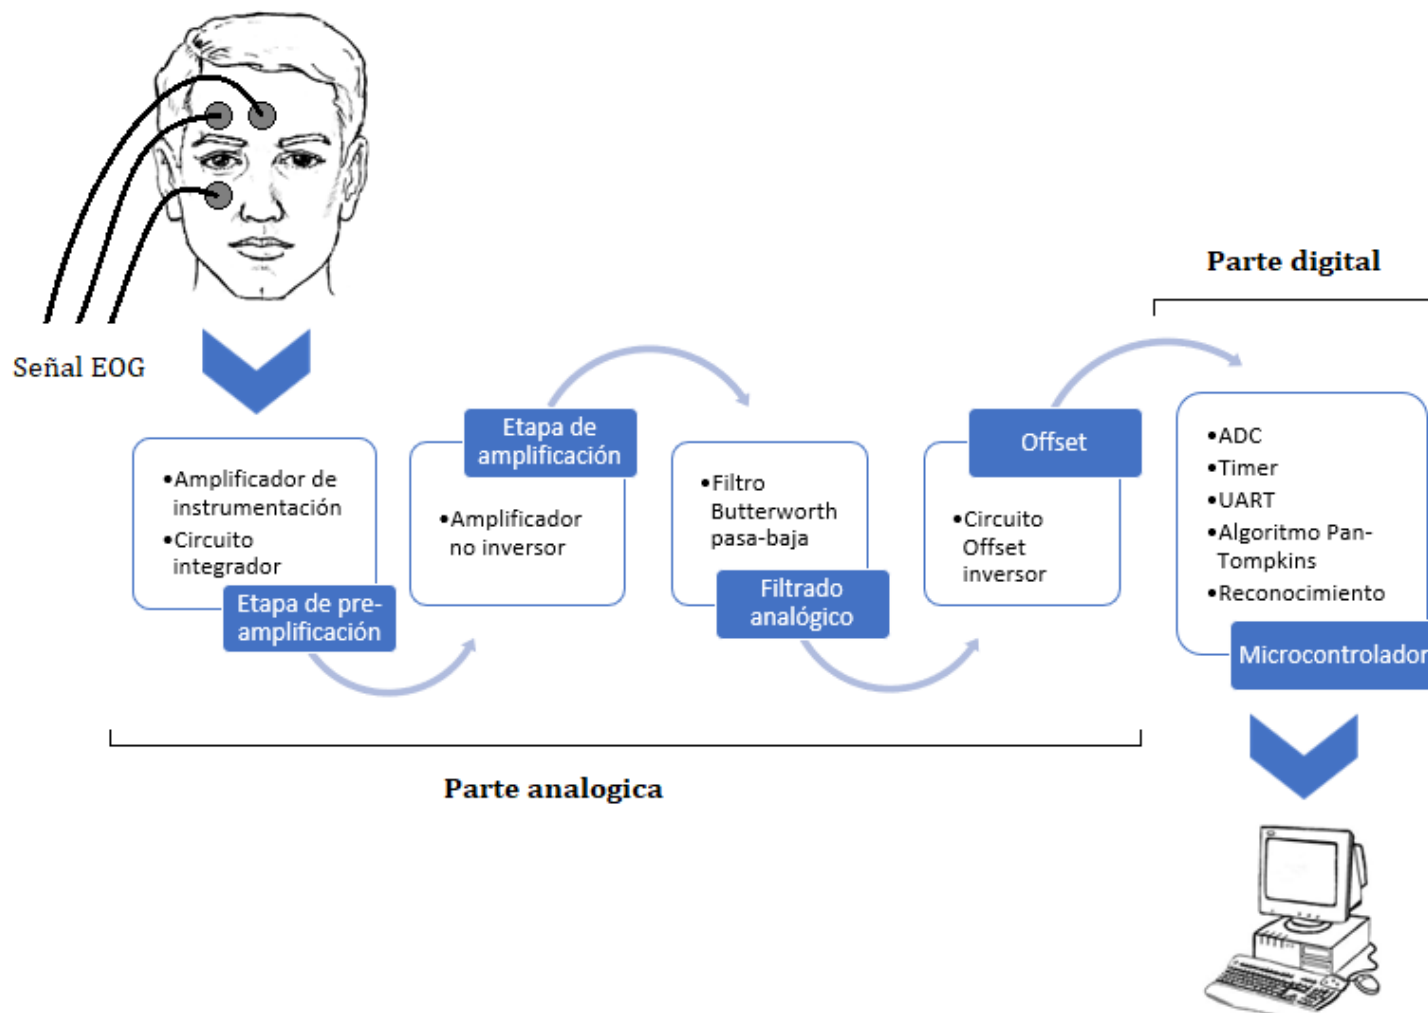 Parte digital
Señal EOG
•Amplificador de
instrumentación
•Circuito
integrador
Etapa de pre-
amplificación
Etapa de
amplificación
•Amplificador
no inversor
•Filtro
Butterworth
pasa-baja
Filtrado
analógico
Offset
•Circuito
Offset
inversor
•ADC
•Timer
•UART
•Algoritmo Pan-
Tompkins
•Reconocimiento
Microcontrolador
Parte analogica